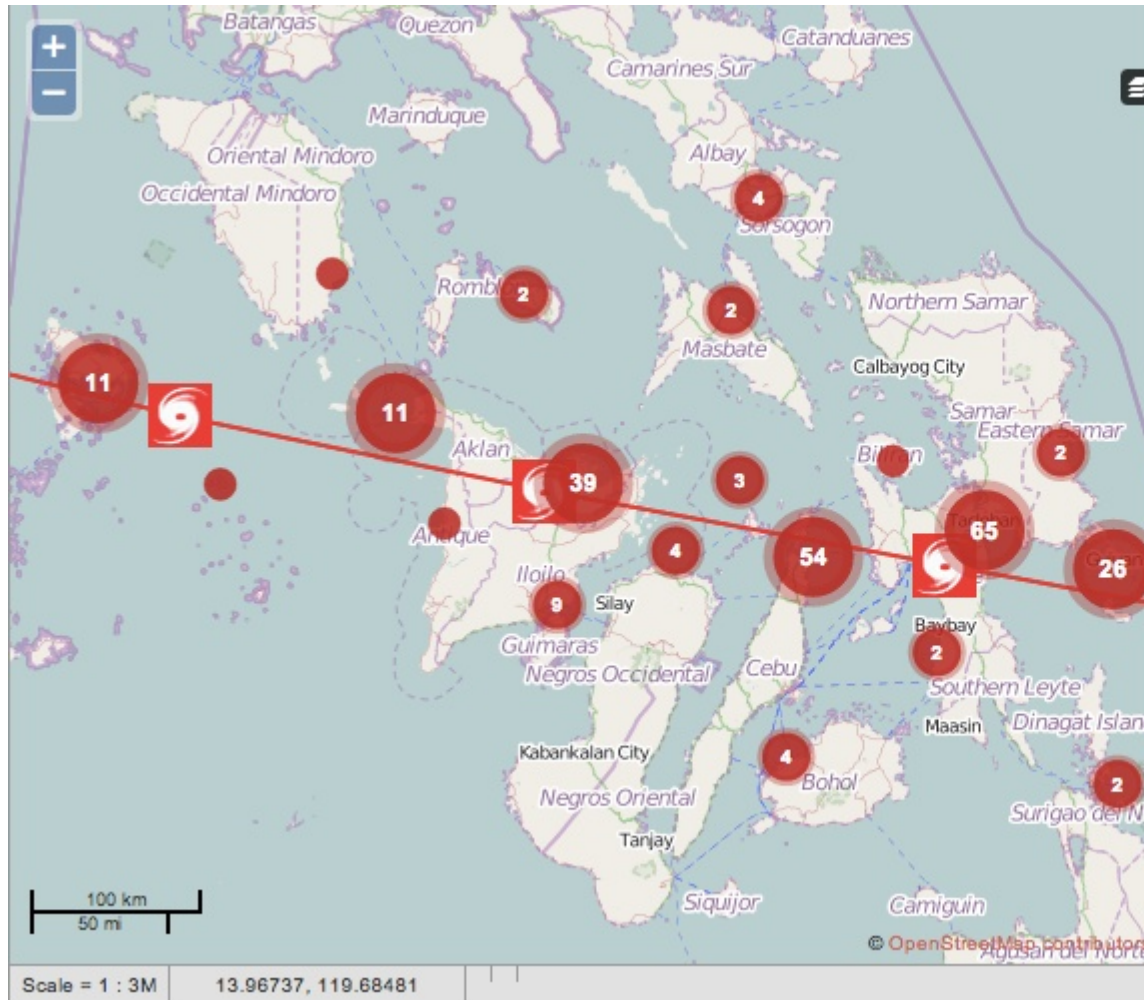 Batangas
Quezon
+
Catanduanes
Camarines Sur
−
Marinduque
Albay
Oriental Mindoro
Occidental Mindoro
4
Sorsogon
2
2
Northern Samar
Masbate
Calbayog City
11
11
Samar
Eastern Samar
Aklan
Biliran
2
39
3
Antique
65
4
54
26
Iloilo
9
Silay
Baybay
Guimaras
2
Negros Occidental
Cebu
Southern Leyte
Maasin
Dinagat Islan
Kabankalan City
4
Bohol
2
Negros Oriental
Surigao del N
Tanjay
100 km
50 mi
Siquijor
Camiguin
© OpenStreetMap contributors
Agusan del Norte
Scale = 1 : 3M
13.96737, 119.68481